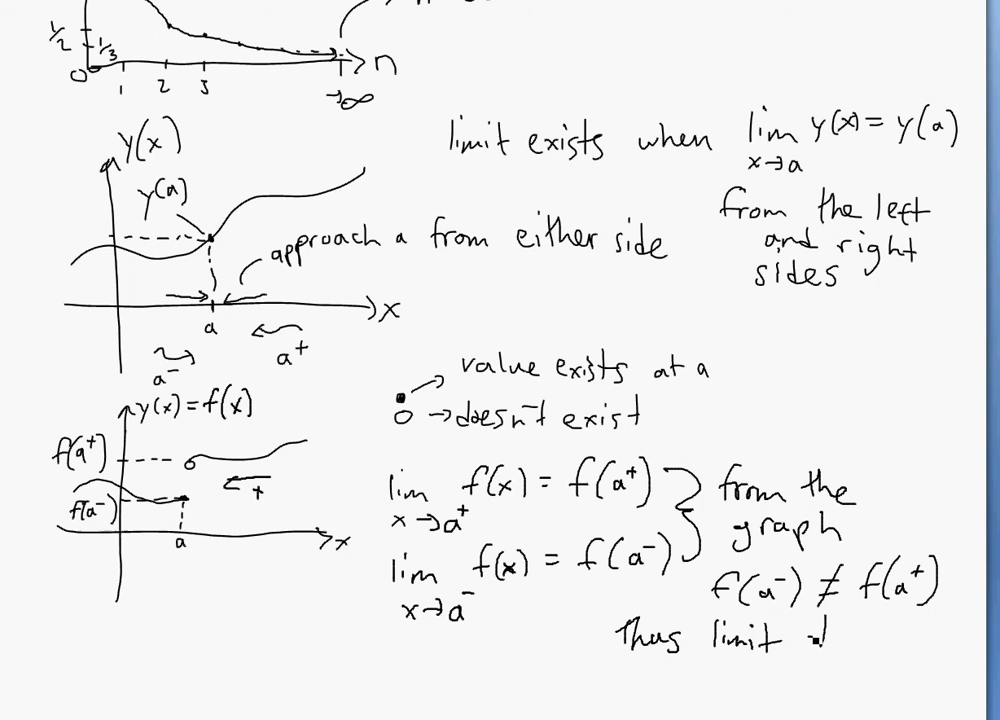 1/2
1/3
0
1 2 3
→∞
n
y(x)
y(a)
limit exists when lim y(x) = y(a)
x→a
from the left
and right
sides
approach a from either side
x
a
a⁻
a⁺
y(x)=f(x)
value exists at a
→doesn't exist
f(a⁺)
+
f(a⁻)
a
x
lim f(x) = f(a⁺)
x→a⁺
lim f(x) = f(a⁻)
x→a⁻
from the
graph
f(a⁻) ≠ f(a⁺)
Thus limit